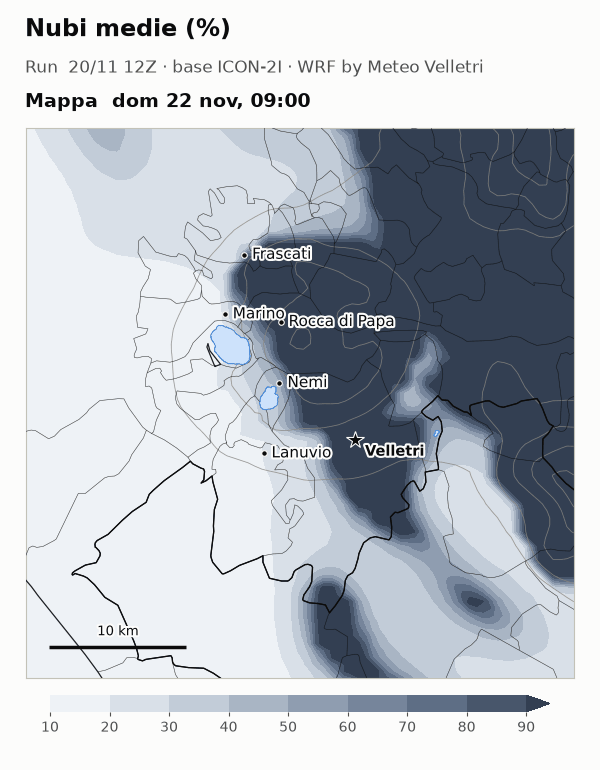 Nubi medie (%)
Run 20/11 12Z · base ICON-2I · WRF by Meteo Velletri
Mappa dom 22 nov, 09:00
Frascati
Marino
Rocca di Papa
Nemi
Velletri
Lanuvio
10 km
10 20 30 40 50 60 70 80 90